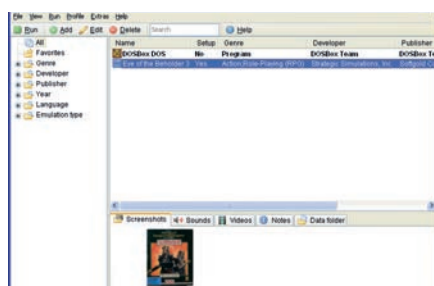 File View Run Profile Extras Help
Run Add Edit Delete Search Help
All
Favorites
Genre
Developer
Publisher
Year
Language
Emulation type
Name Setup Genre Developer Publisher
DOSBox DOS No Program DOSBox Team DOSBox Te
Eye of the Beholder 3 Yes Action,Role-Playing (RPG) Strategic Simulations, Inc. Softgold Co
Screenshots Sounds Videos Notes Data folder